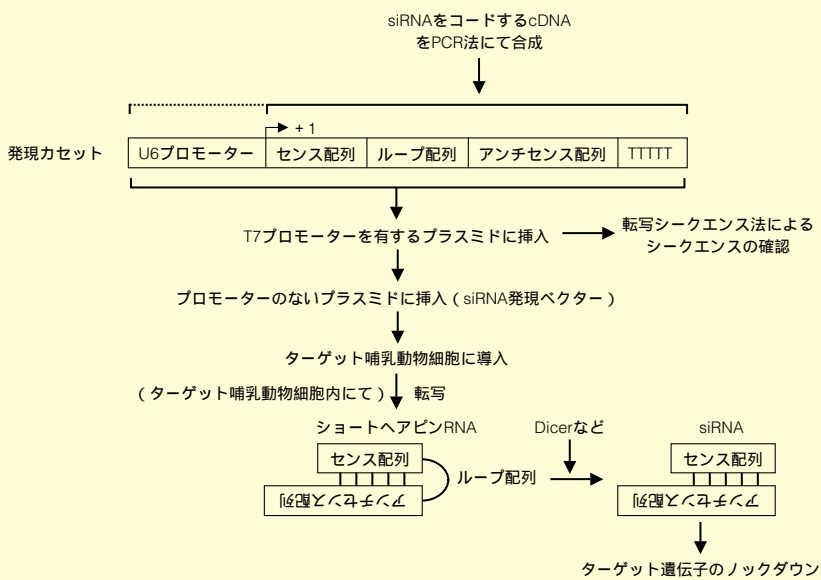 siRNAをコードするcDNA
をPCR法にて合成
+ 1
発現カセット
U6プロモーター
センス配列
ループ配列
アンチセンス配列
TTTTT
T7プロモーターを有するプラスミドに挿入
転写シークエンス法による
シークエンスの確認
プロモーターのないプラスミドに挿入（siRNA発現ベクター）
ターゲット哺乳動物細胞に導入
（ターゲット哺乳動物細胞内にて）
転写
ショートヘアピンRNA
Dicerなど
siRNA
センス配列
ループ配列
アンチセンス配列
センス配列
アンチセンス配列
ターゲット遺伝子のノックダウン